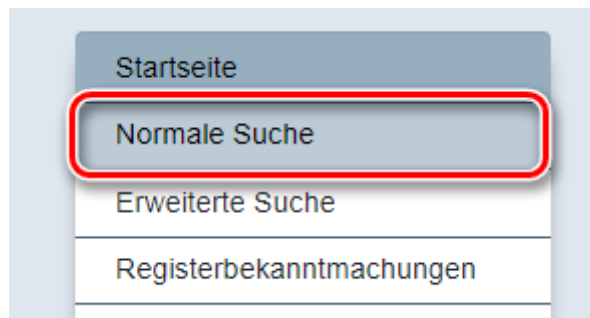 Startseite
Normale Suche
Erweiterte Suche
Registerbekanntmachungen